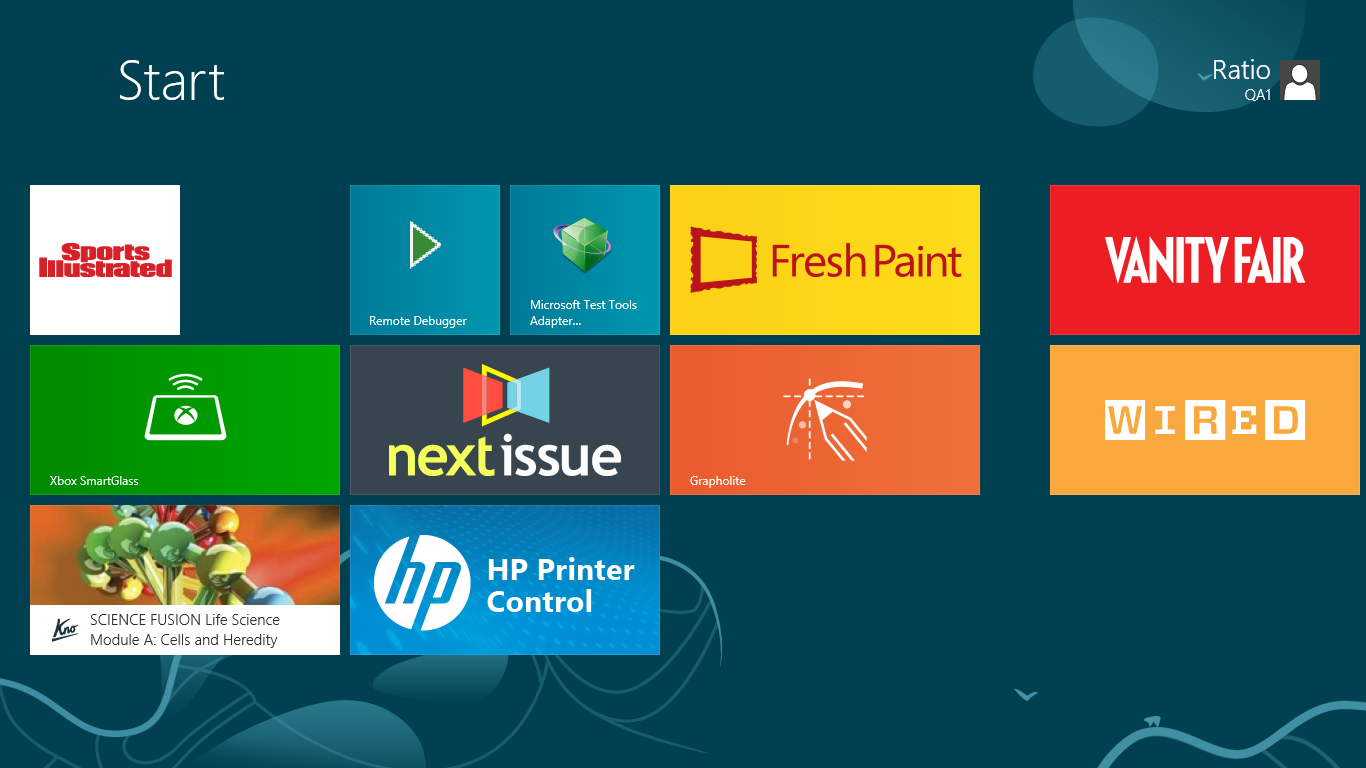 Start
Ratio
QA1
Sports
Illustrated
Remote Debugger
Microsoft Test Tools
Adapter...
Fresh Paint
VANITY FAIR
Xbox SmartGlass
next issue
Grapholite
WIRED
Kno
SCIENCE FUSION Life Science
Module A: Cells and Heredity
hp
HP Printer
Control